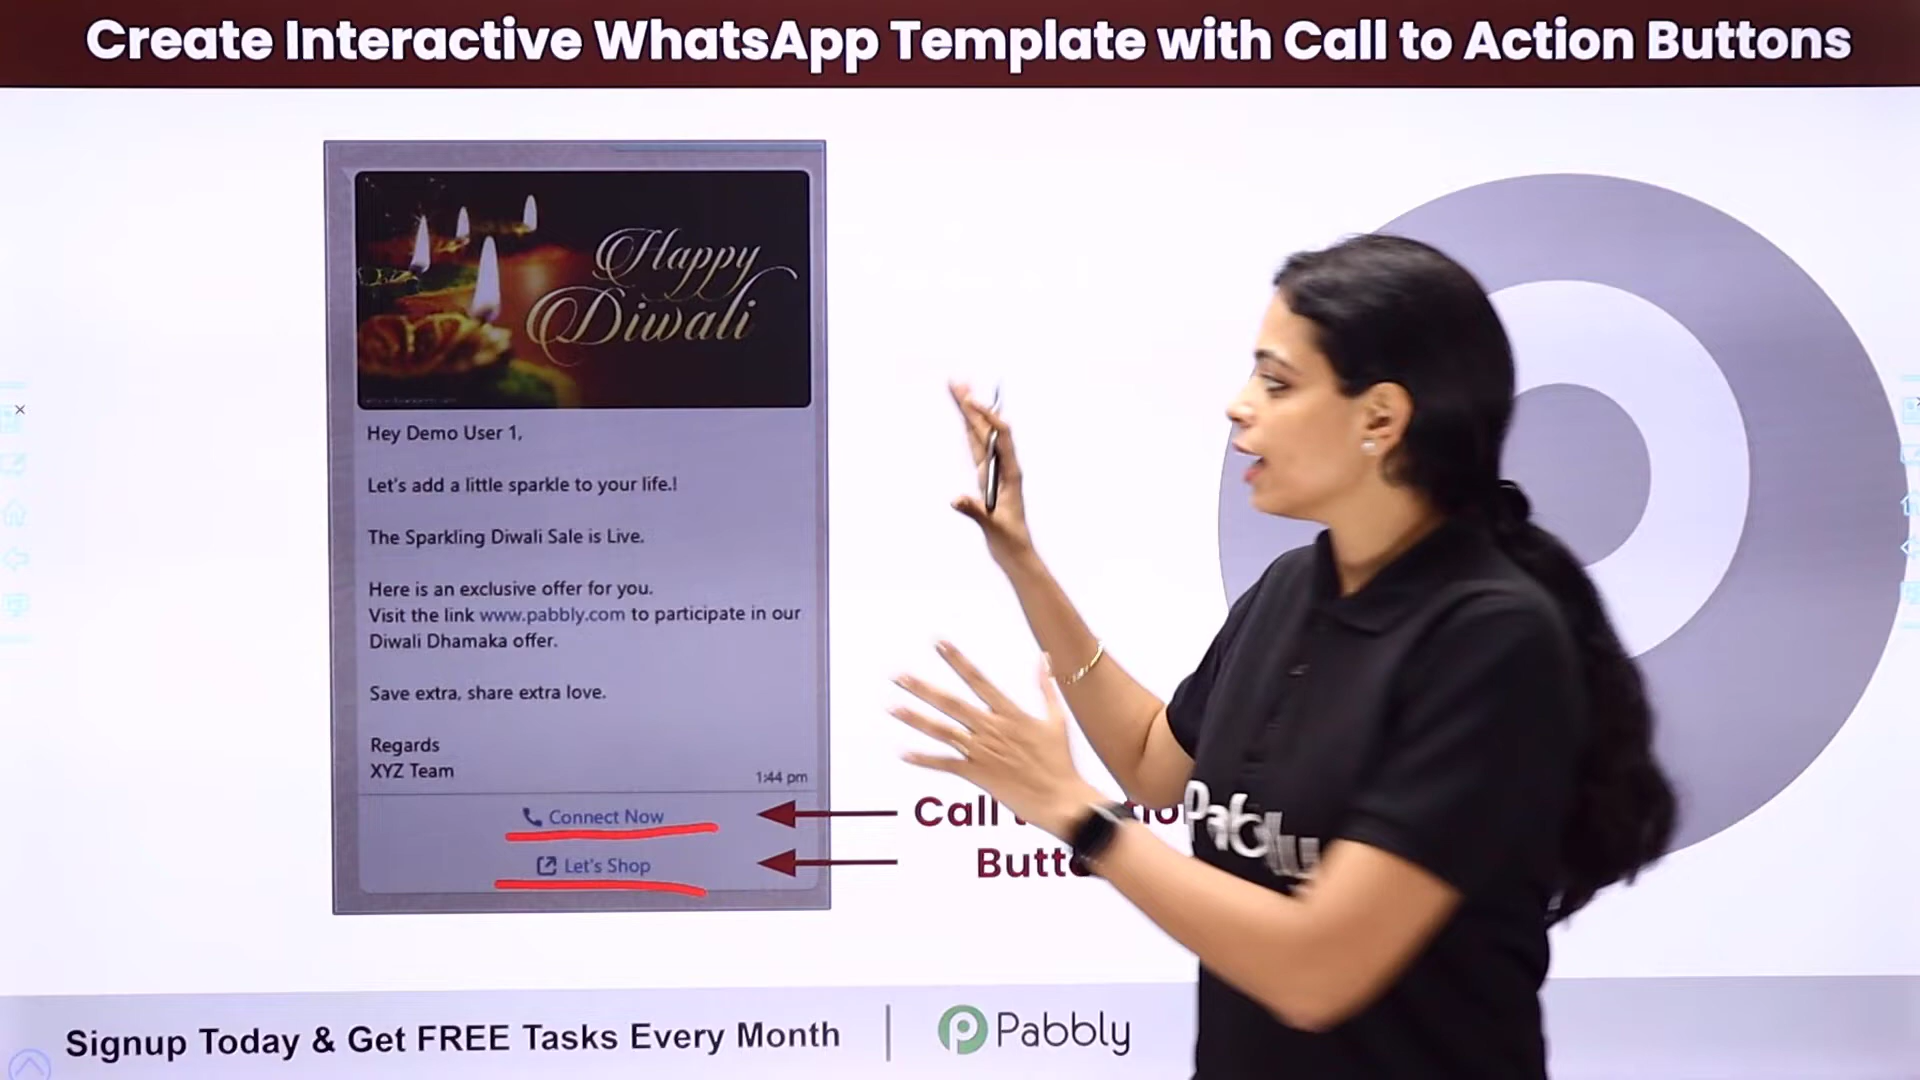 Create Interactive WhatsApp Template with Call to Action Buttons
Happy
Diwali
Hey Demo User 1,
Let's add a little sparkle to your life.!
The Sparkling Diwali Sale is Live.
Here is an exclusive offer for you.
Visit the link www.pabbly.com to participate in our
Diwali Dhamaka offer.
Save extra, share extra love.
Regards
XYZ Team
1:44 pm
Connect Now
Call
Let's Shop
Pabbly
Signup Today & Get FREE Tasks Every Month
Pabbly